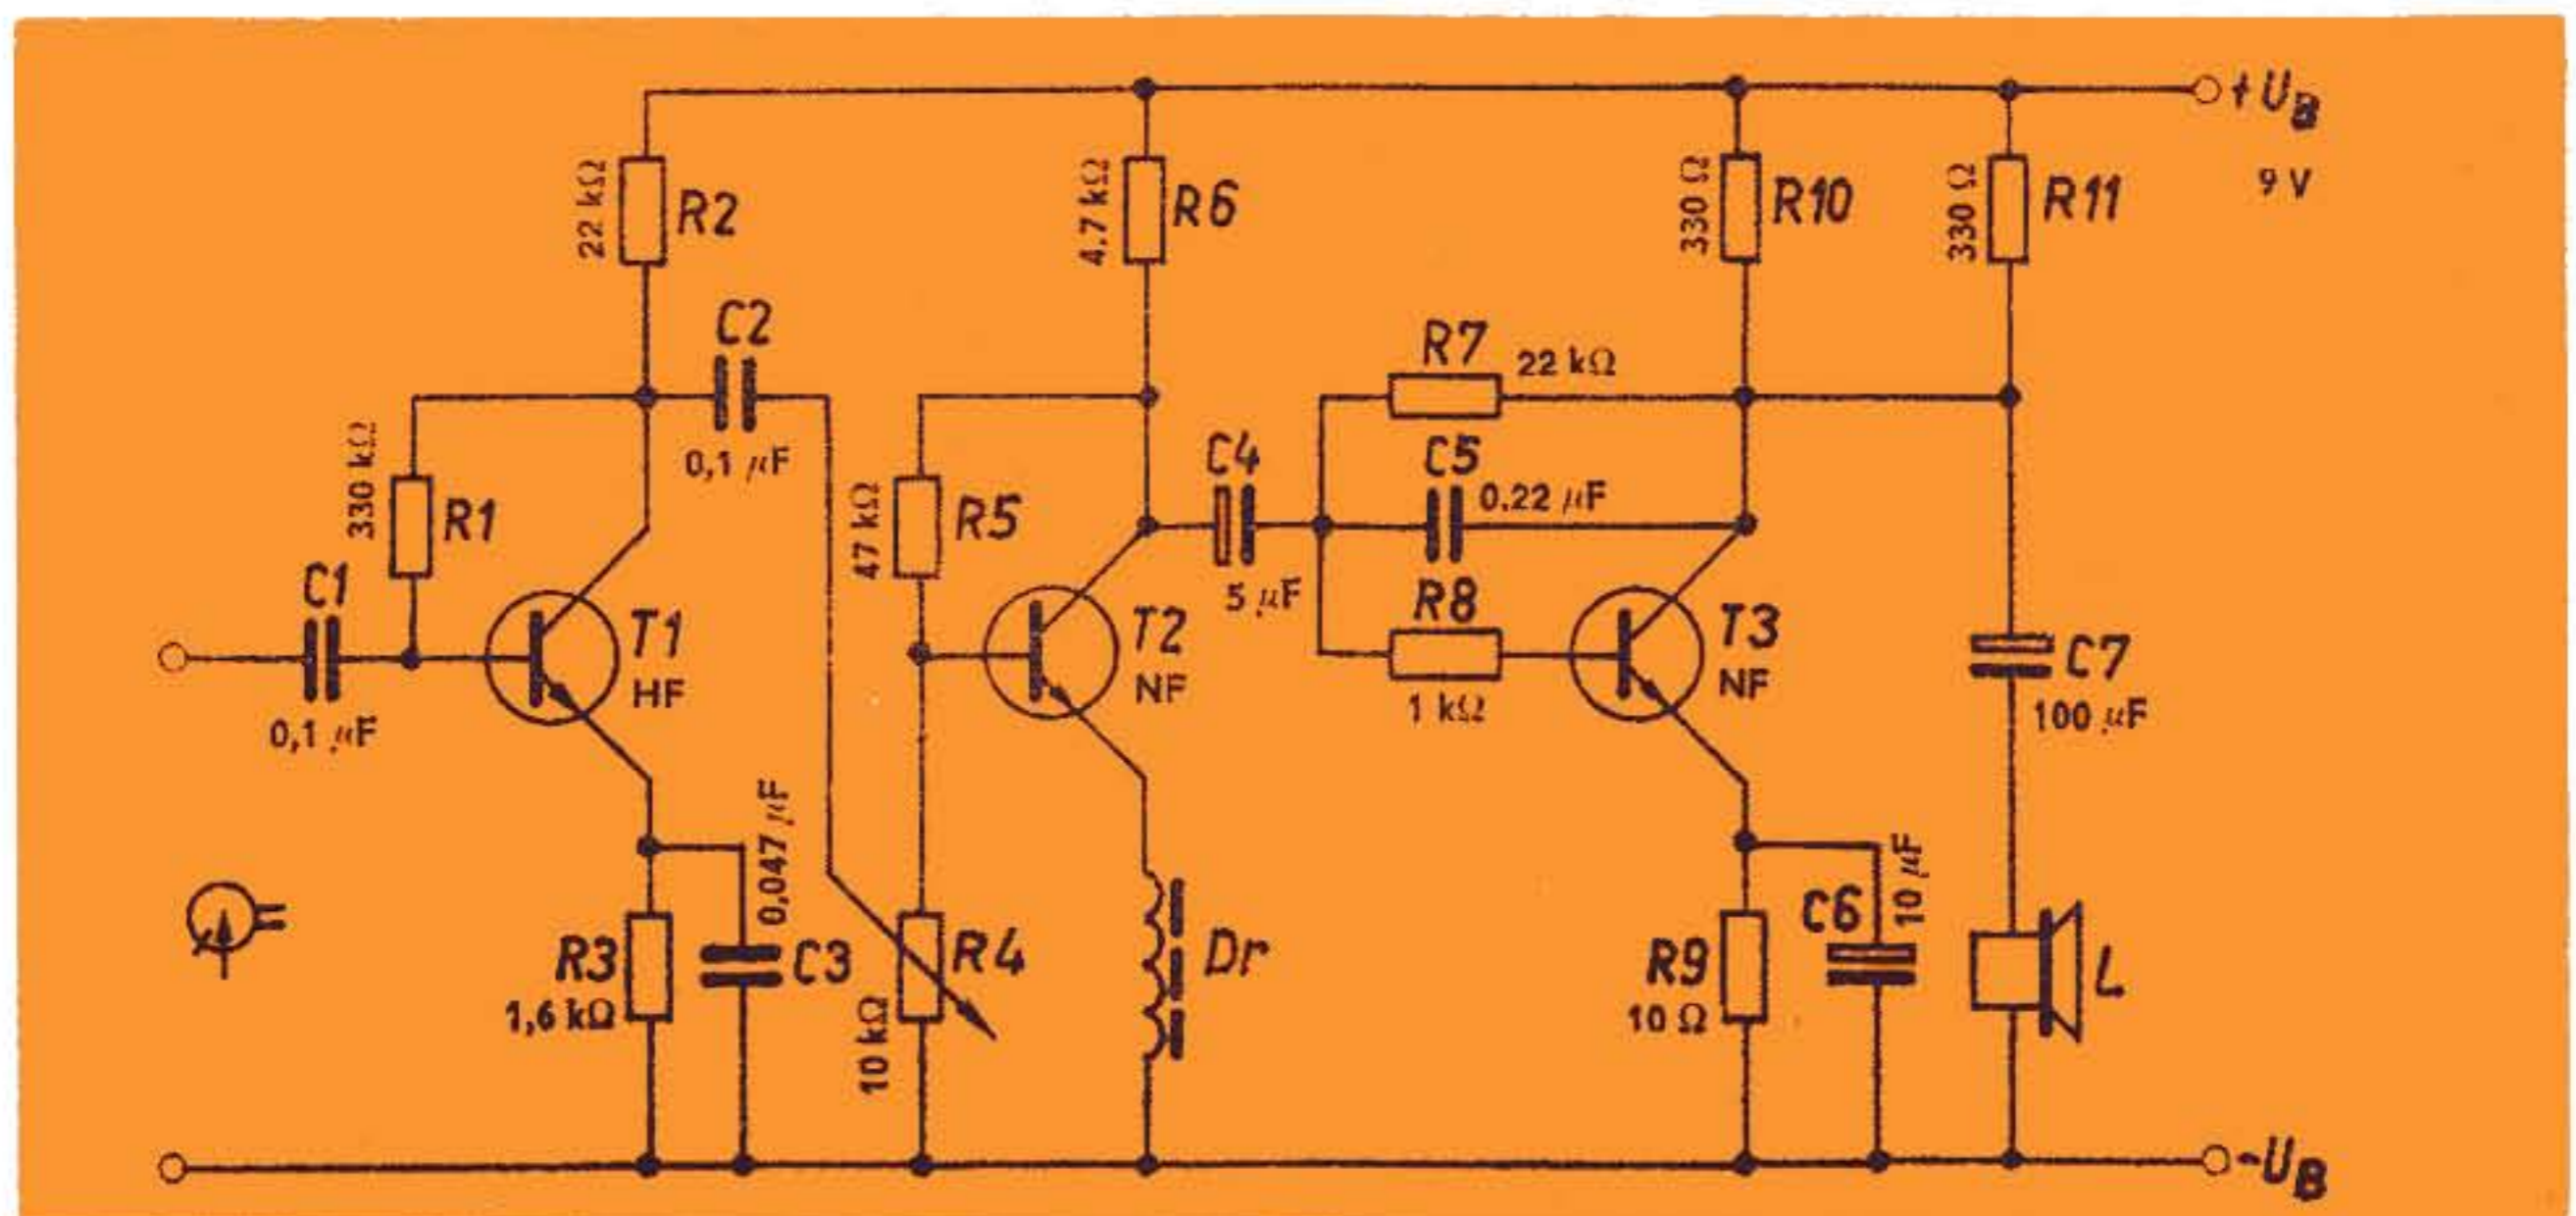 +UB
9 V
22 kΩ
R2
4.7 kΩ
R6
330 Ω
R10
330 Ω
R11
C2
0,1 µF
R7
22 kΩ
330 kΩ
R1
47 kΩ
R5
C4
5 µF
C5
0.22 µF
C1
0,1 µF
T1
HF
T2
NF
R8
1 kΩ
T3
NF
C7
100 µF
R3
1,6 kΩ
0,047 µF
C3
R4
10 kΩ
Dr
R9
10 Ω
C6
10 µF
L
-UB